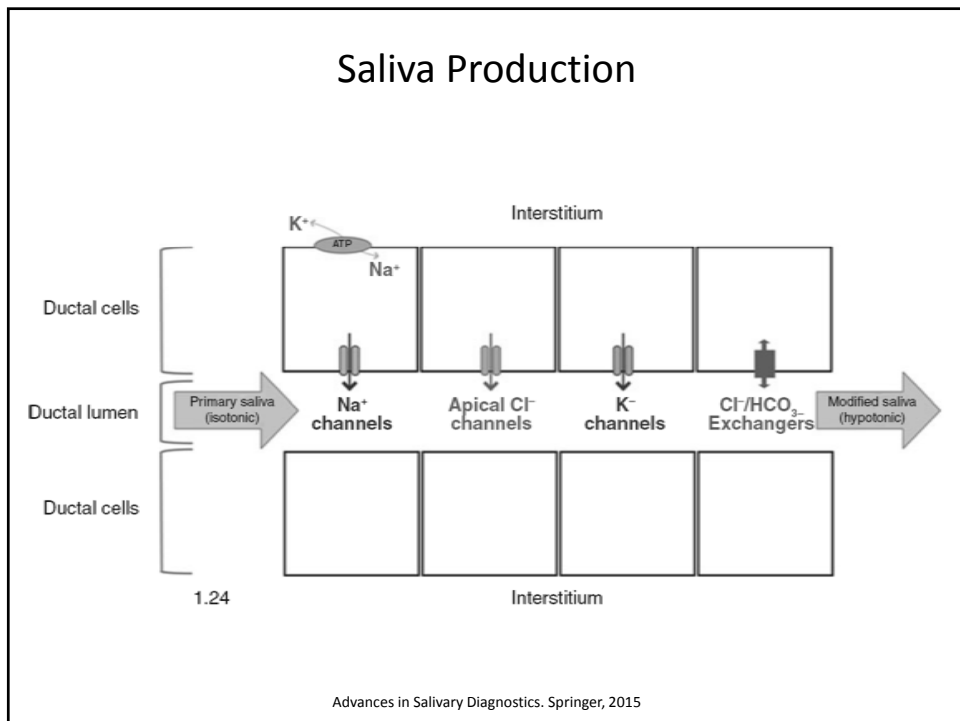 Saliva Production
Interstitium
K⁺
ATP
Na⁺
Ductal cells
Ductal lumen
Primary saliva
(isotonic)
Na⁺
channels
Apical Cl⁻
channels
K⁻
channels
Cl⁻/HCO₃₋
Exchangers
Modified saliva
(hypotonic)
Ductal cells
1.24
Interstitium
Advances in Salivary Diagnostics. Springer, 2015